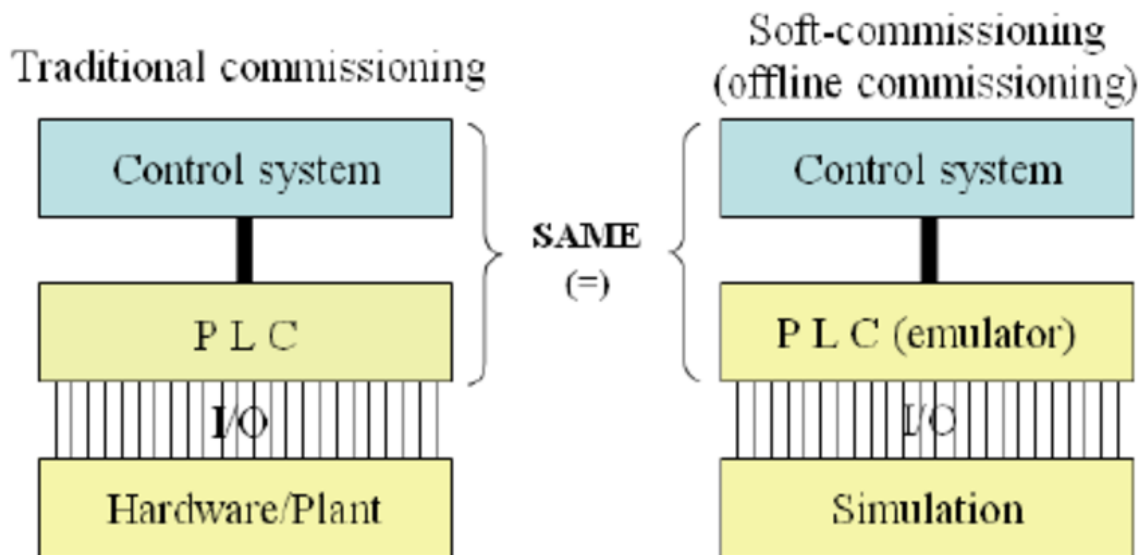 Traditional commissioning
Control system
P L C
I/O
Hardware/Plant
SAME
(=)
Soft-commissioning
(offline commissioning)
Control system
P L C (emulator)
I/O
Simulation